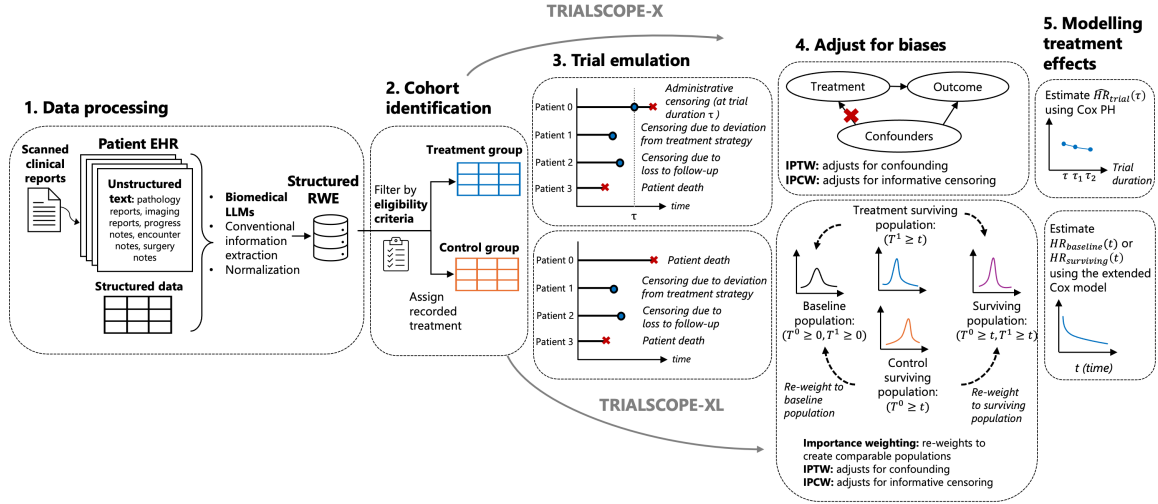 TRIALSCOPE-X
1. Data processing
Scanned
clinical
reports
Patient EHR
Unstructured
text: pathology
reports, imaging
reports, progress
notes, encounter
notes, surgery
notes
Structured data
• Biomedical
LLMs
• Conventional
information
extraction
• Normalization
Structured
RWE
2. Cohort
identification
Treatment group
Filter by
eligibility
criteria
Control group
Assign
recorded
treatment
3. Trial emulation
Patient 0
Administrative
censoring (at trial
duration τ )
Patient 1
Censoring due to deviation
from treatment strategy
Patient 2
Censoring due to
loss to follow-up
Patient 3
Patient death
time
τ
Patient 0
Patient death
Patient 1
Censoring due to deviation
from treatment strategy
Patient 2
Censoring due to
loss to follow-up
Patient 3
Patient death
time
TRIALSCOPE-XL
4. Adjust for biases
Treatment
Outcome
Confounders
IPTW: adjusts for confounding
IPCW: adjusts for informative censoring
Treatment surviving
population:
(T¹ ≥ t)
Baseline
population:
(T⁰ ≥ 0, T¹ ≥ 0)
Surviving
population:
(T⁰ ≥ t, T¹ ≥ t)
Control
surviving
population:
(T⁰ ≥ t)
Re-weight to
baseline
population
Re-weight
to surviving
population
Importance weighting: re-weights to
create comparable populations
IPTW: adjusts for confounding
IPCW: adjusts for informative censoring
5. Modelling
treatment
effects
Estimate H̅R̅trial(τ)
using Cox PH
τ τ₁ τ₂
Trial
duration
Estimate
HRbaseline(t) or
HRsurviving(t)
using the extended
Cox model
t (time)